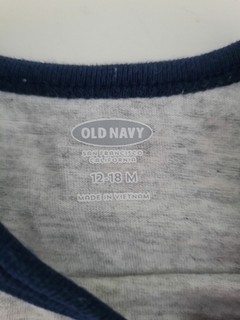 OLD NAVY
SAN FRANCISCO
CALIFORNIA
12-18 M
MADE IN VIETNAM